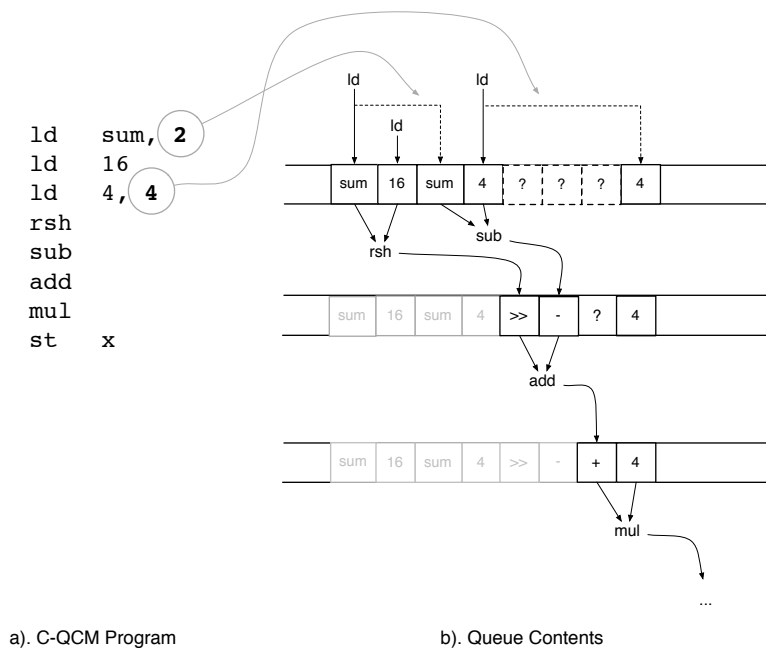 ld ld
ld
ld sum, 2
ld 16
ld 4, 4
rsh
sub
add
mul
st x
sum 16 sum 4 ? ? ? 4
sub
rsh
sum 16 sum 4 >> - ? 4
add
sum 16 sum 4 >> - + 4
mul
...
a). C-QCM Program
b). Queue Contents